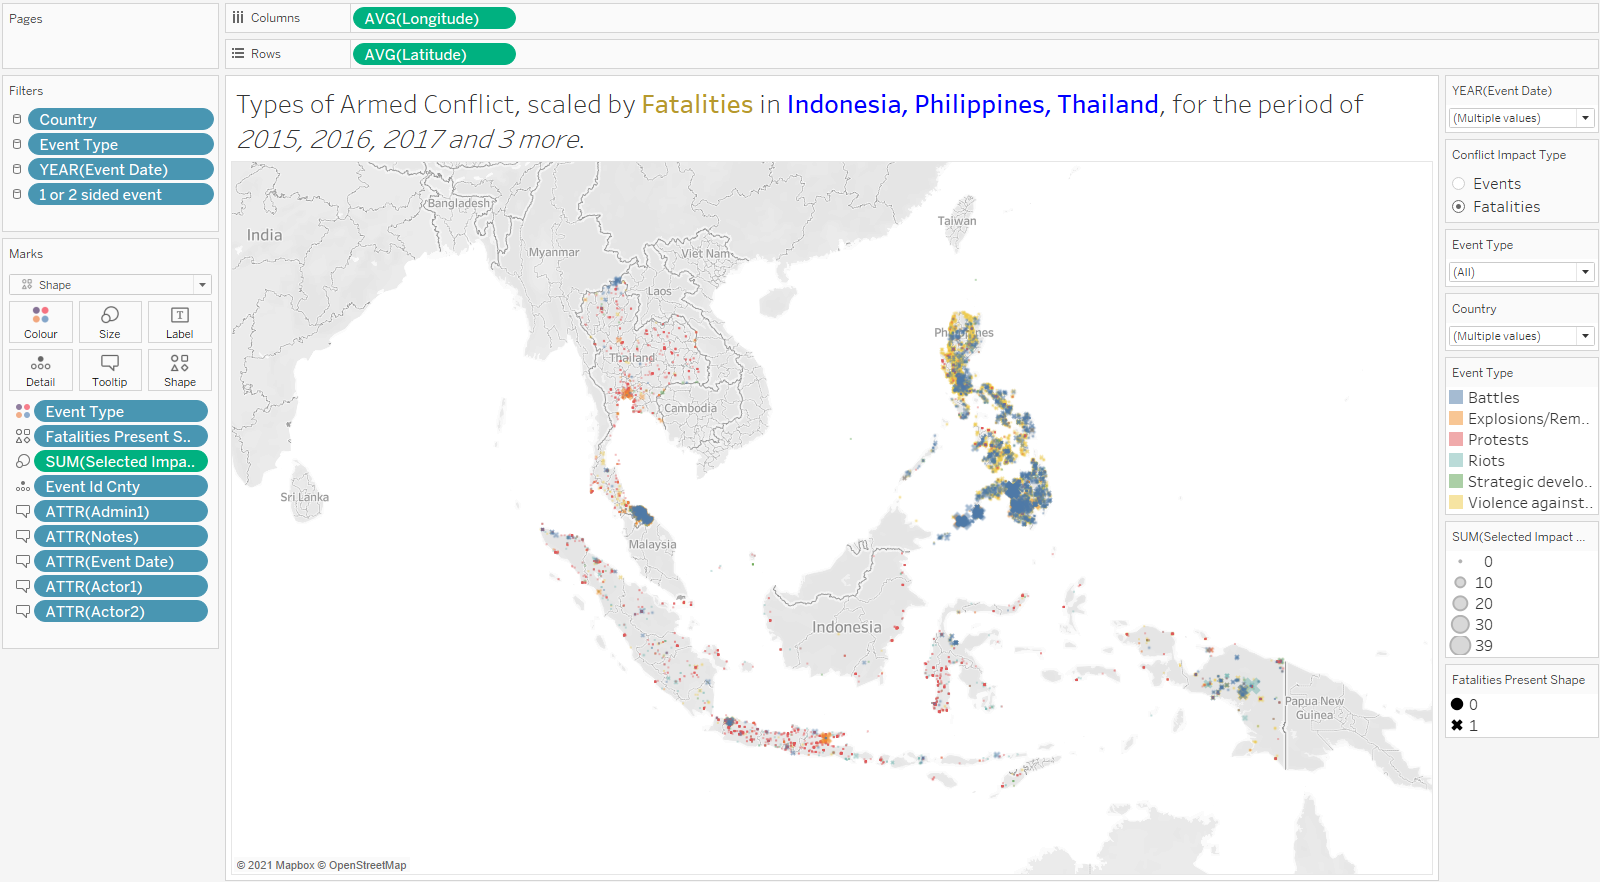 Pages
Columns
AVG(Longitude)
Rows
AVG(Latitude)
Filters
Country
Event Type
YEAR(Event Date)
1 or 2 sided event
Marks
Shape
Colour
Size
Label
Detail
Tooltip
Shape
Event Type
Fatalities Present S..
SUM(Selected Impa..
Event Id Cnty
ATTR(Admin1)
ATTR(Notes)
ATTR(Event Date)
ATTR(Actor1)
ATTR(Actor2)
Types of Armed Conflict, scaled by Fatalities in Indonesia, Philippines, Thailand, for the period of
2015, 2016, 2017 and 3 more.
Bangladesh
Taiwan
India
Myanmar
Viet Nam
Laos
Philippines
Thailand
Cambodia
Sri Lanka
Malaysia
Indonesia
Papua New
Guinea
© 2021 Mapbox © OpenStreetMap
YEAR(Event Date)
(Multiple values)
Conflict Impact Type
Events
Fatalities
Event Type
(All)
Country
(Multiple values)
Event Type
Battles
Explosions/Rem..
Protests
Riots
Strategic develo..
Violence against..
SUM(Selected Impact ...
0
10
20
30
39
Fatalities Present Shape
0
1